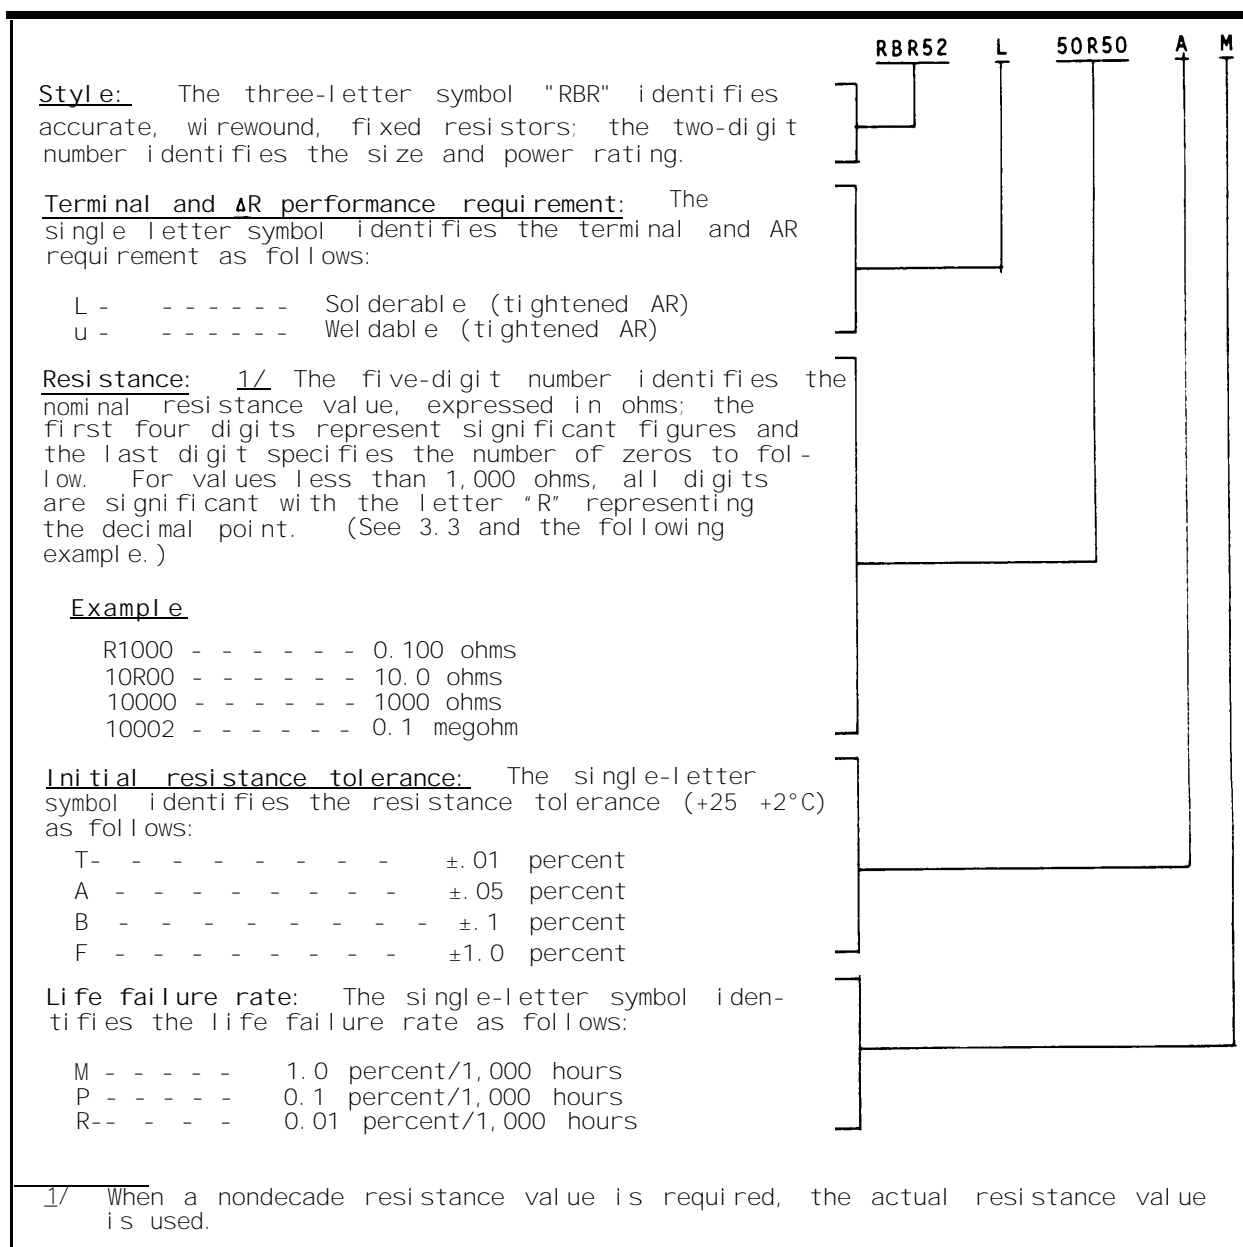 RBR52 L 50R50 A M
Style: The three-letter symbol "RBR" identifies
accurate, wirewound, fixed resistors; the two-digit
number identifies the size and power rating.
Terminal and ΔR performance requirement: The
single letter symbol identifies the terminal and AR
requirement as follows:
L - - - - - - - Solderable (tightened AR)
u - - - - - - - Weldable (tightened AR)
Resistance: 1/ The five-digit number identifies the
nominal resistance value, expressed in ohms; the
first four digits represent significant figures and
the last digit specifies the number of zeros to fol-
low. For values less than 1,000 ohms, all digits
are significant with the letter "R" representing
the decimal point. (See 3.3 and the following
example.)
Example
R1000 - - - - - - 0.100 ohms
10R00 - - - - - - 10.0 ohms
10000 - - - - - - 1000 ohms
10002 - - - - - - 0.1 megohm
Initial resistance tolerance: The single-letter
symbol identifies the resistance tolerance (+25 +2°C)
as follows:
T- - - - - - - - ±.01 percent
A - - - - - - - - ±.05 percent
B - - - - - - - - ±.1 percent
F - - - - - - - - ±1.0 percent
Life failure rate: The single-letter symbol iden-
tifies the life failure rate as follows:
M - - - - - 1.0 percent/1,000 hours
P - - - - - 0.1 percent/1,000 hours
R-- - - - 0.01 percent/1,000 hours
1/ When a nondecade resistance value is required, the actual resistance value
is used.